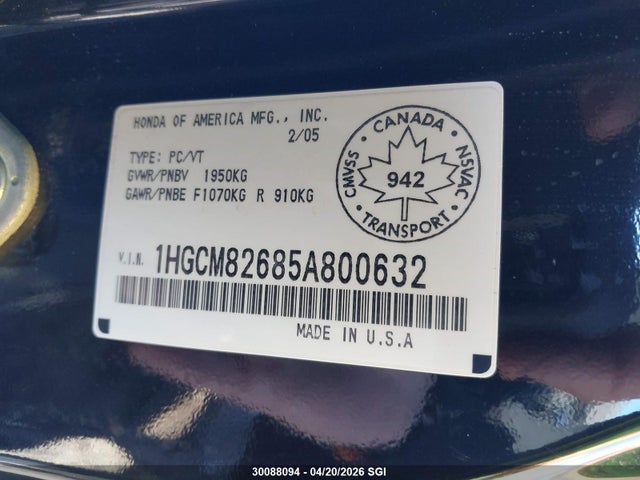 HONDA OF AMERICA MFG., INC.
2/05
TYPE: PC/VT
GVWR/PNBV 1950KG
GAWR/PNBE F1070KG R 910KG
CANADA
CMVSS
942
NSVAC
TRANSPORT
V.I.N. 1HGCM82685A800632
MADE IN U.S.A
30088094 - 04/20/2026 SGI